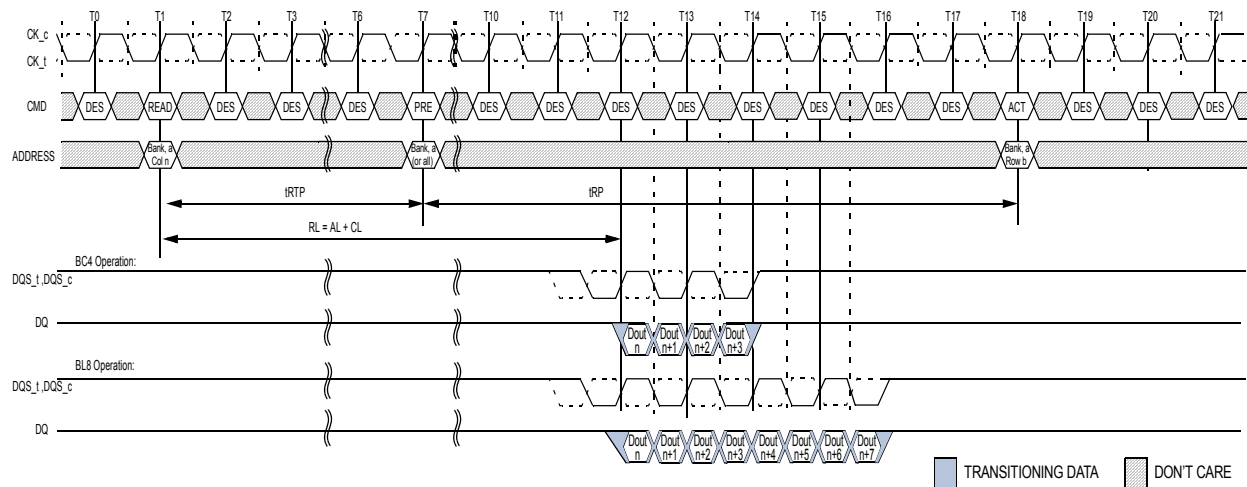 T0 T1 T2 T3 T6 T7 T10 T11 T12 T13 T14 T15 T16 T17 T18 T19 T20 T21
CK_c
CK_t
CMD DES READ DES DES DES PRE DES DES DES DES DES DES DES DES ACT DES DES DES
ADDRESS Bank, a Col n Bank, a (or all) Bank, a Row b
tRTP tRP
RL = AL + CL
BC4 Operation:
DQS_t ,DQS_c
DQ
Dout n Dout n+1 Dout n+2 Dout n+3
BL8 Operation:
DQS_t ,DQS_c
DQ
Dout n Dout n+1 Dout n+2 Dout n+3 Dout n+4 Dout n+5 Dout n+6 Dout n+7
TRANSITIONING DATA DON'T CARE